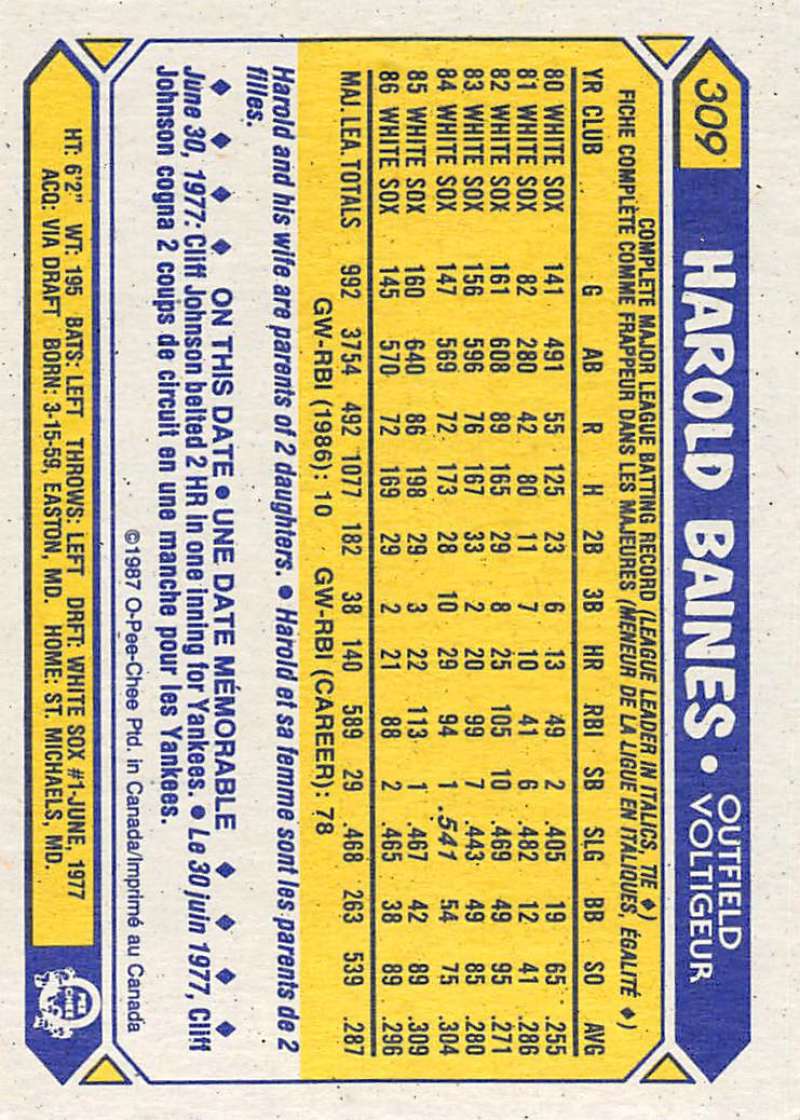 309 HAROLD BAINES • OUTFIELD VOLTIGEUR
COMPLETE MAJOR LEAGUE BATTING RECORD (LEAGUE LEADER IN ITALICS, TIE ♦)
FICHE COMPLÈTE COMME FRAPPEUR DANS LES MAJEURES (MENEUR DE LA LIGUE EN ITALIQUES, ÉGALITÉ ♦)
YR CLUB G AB R H 2B 3B HR RBI SB SLG BB SO AVG
80 WHITE SOX 141 491 55 125 23 6 13 49 2 .405 19 65 .255
81 WHITE SOX 82 280 42 80 11 7 10 41 6 .482 12 41 .286
82 WHITE SOX 161 608 89 165 29 8 25 105 10 .469 49 95 .271
83 WHITE SOX 156 596 76 167 33 2 20 99 7 .443 49 85 .280
84 WHITE SOX 147 569 72 173 28 10 29 94 1 .541 54 75 .304
85 WHITE SOX 160 640 86 198 29 3 22 113 1 .467 42 89 .309
86 WHITE SOX 145 570 72 169 29 2 21 88 2 .465 38 89 .296
MAJ. LEA. TOTALS 992 3754 492 1077 182 38 140 589 29 .468 263 539 .287
GW-RBI (1986): 10 GW-RBI (CAREER): 78
Harold and his wife are parents of 2 daughters. • Harold et sa femme sont les parents de 2
filles.
♦ ♦ ♦ ♦ ON THIS DATE • UNE DATE MÉMORABLE ♦ ♦ ♦ ♦
June 30, 1977: Cliff Johnson belted 2 HR in one inning for Yankees. • Le 30 juin 1977, Cliff
Johnson cogna 2 coups de circuit en une manche pour les Yankees.
©1987 O-Pee-Chee Ptd. in Canada/Imprimé au Canada
HT: 6'2" WT: 195 BATS: LEFT THROWS: LEFT DRFT: WHITE SOX #1-JUNE, 1977
ACQ: VIA DRAFT BORN: 3-15-59, EASTON, MD. HOME: ST. MICHAELS, MD.